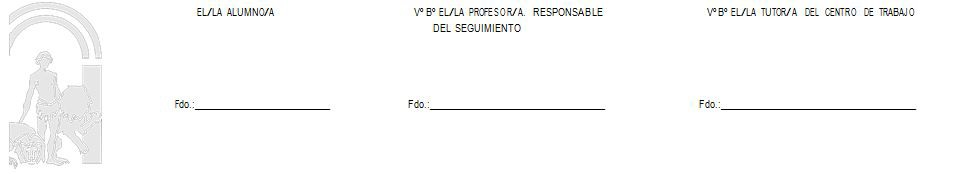 EL/LA ALUMNO/A
Vº Bº EL/LA PROFESOR/A. RESPONSABLE
DEL SEGUIMIENTO
Vº Bº EL/LA TUTOR/A DEL CENTRO DE TRABAJO
Fdo.:
Fdo.:
Fdo.: